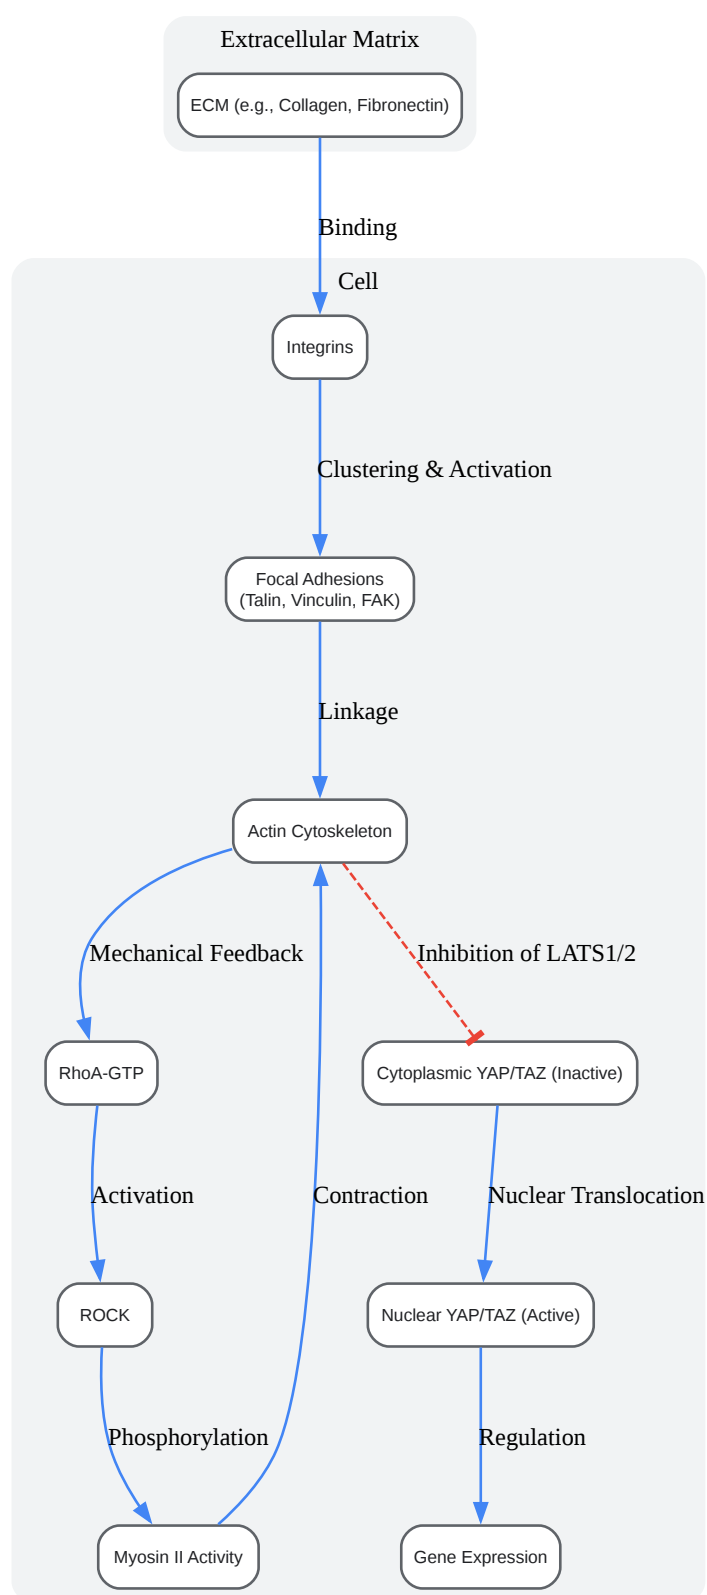 Extracellular Matrix
ECM (e.g., Collagen, Fibronectin)
Binding
Cell
Integrins
Clustering & Activation
Focal Adhesions
(Talin, Vinculin, FAK)
Linkage
Actin Cytoskeleton
Mechanical Feedback
Inhibition of LATS1/2
RhoA-GTP
Cytoplasmic YAP/TAZ (Inactive)
Activation
Contraction
Nuclear Translocation
ROCK
Nuclear YAP/TAZ (Active)
Phosphorylation
Regulation
Myosin II Activity
Gene Expression